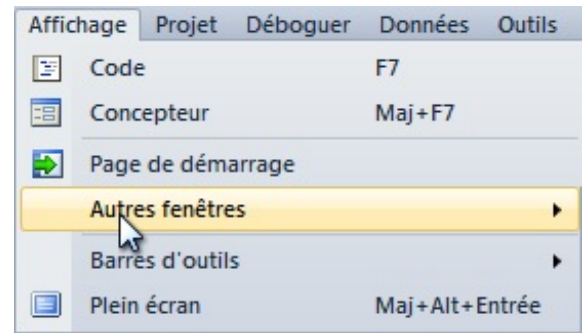 Affichage Projet Déboguer Données Outils
Code F7
Concepteur Maj+F7
Page de démarrage
Autres fenêtres
Barres d'outils
Plein écran Maj+Alt+Entrée